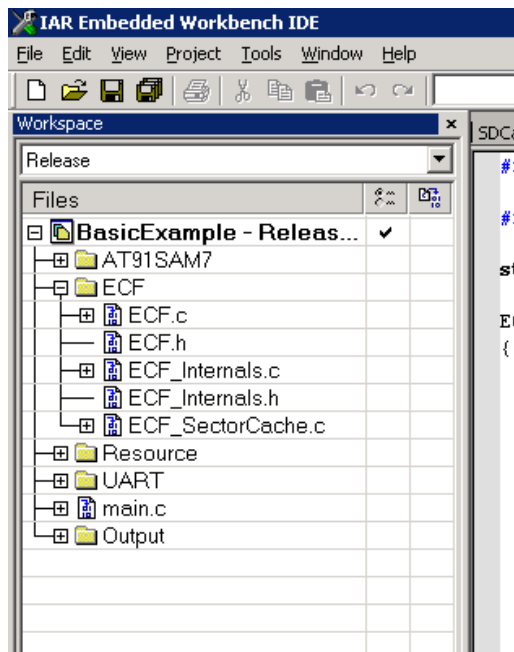 IAR Embedded Workbench IDE
File Edit View Project Tools Window Help
Workspace
Release
Files
BasicExample - Releas...
AT91SAM7
ECF
ECF.c
ECF.h
ECF_Internals.c
ECF_Internals.h
ECF_SectorCache.c
Resource
UART
main.c
Output
#
#
{